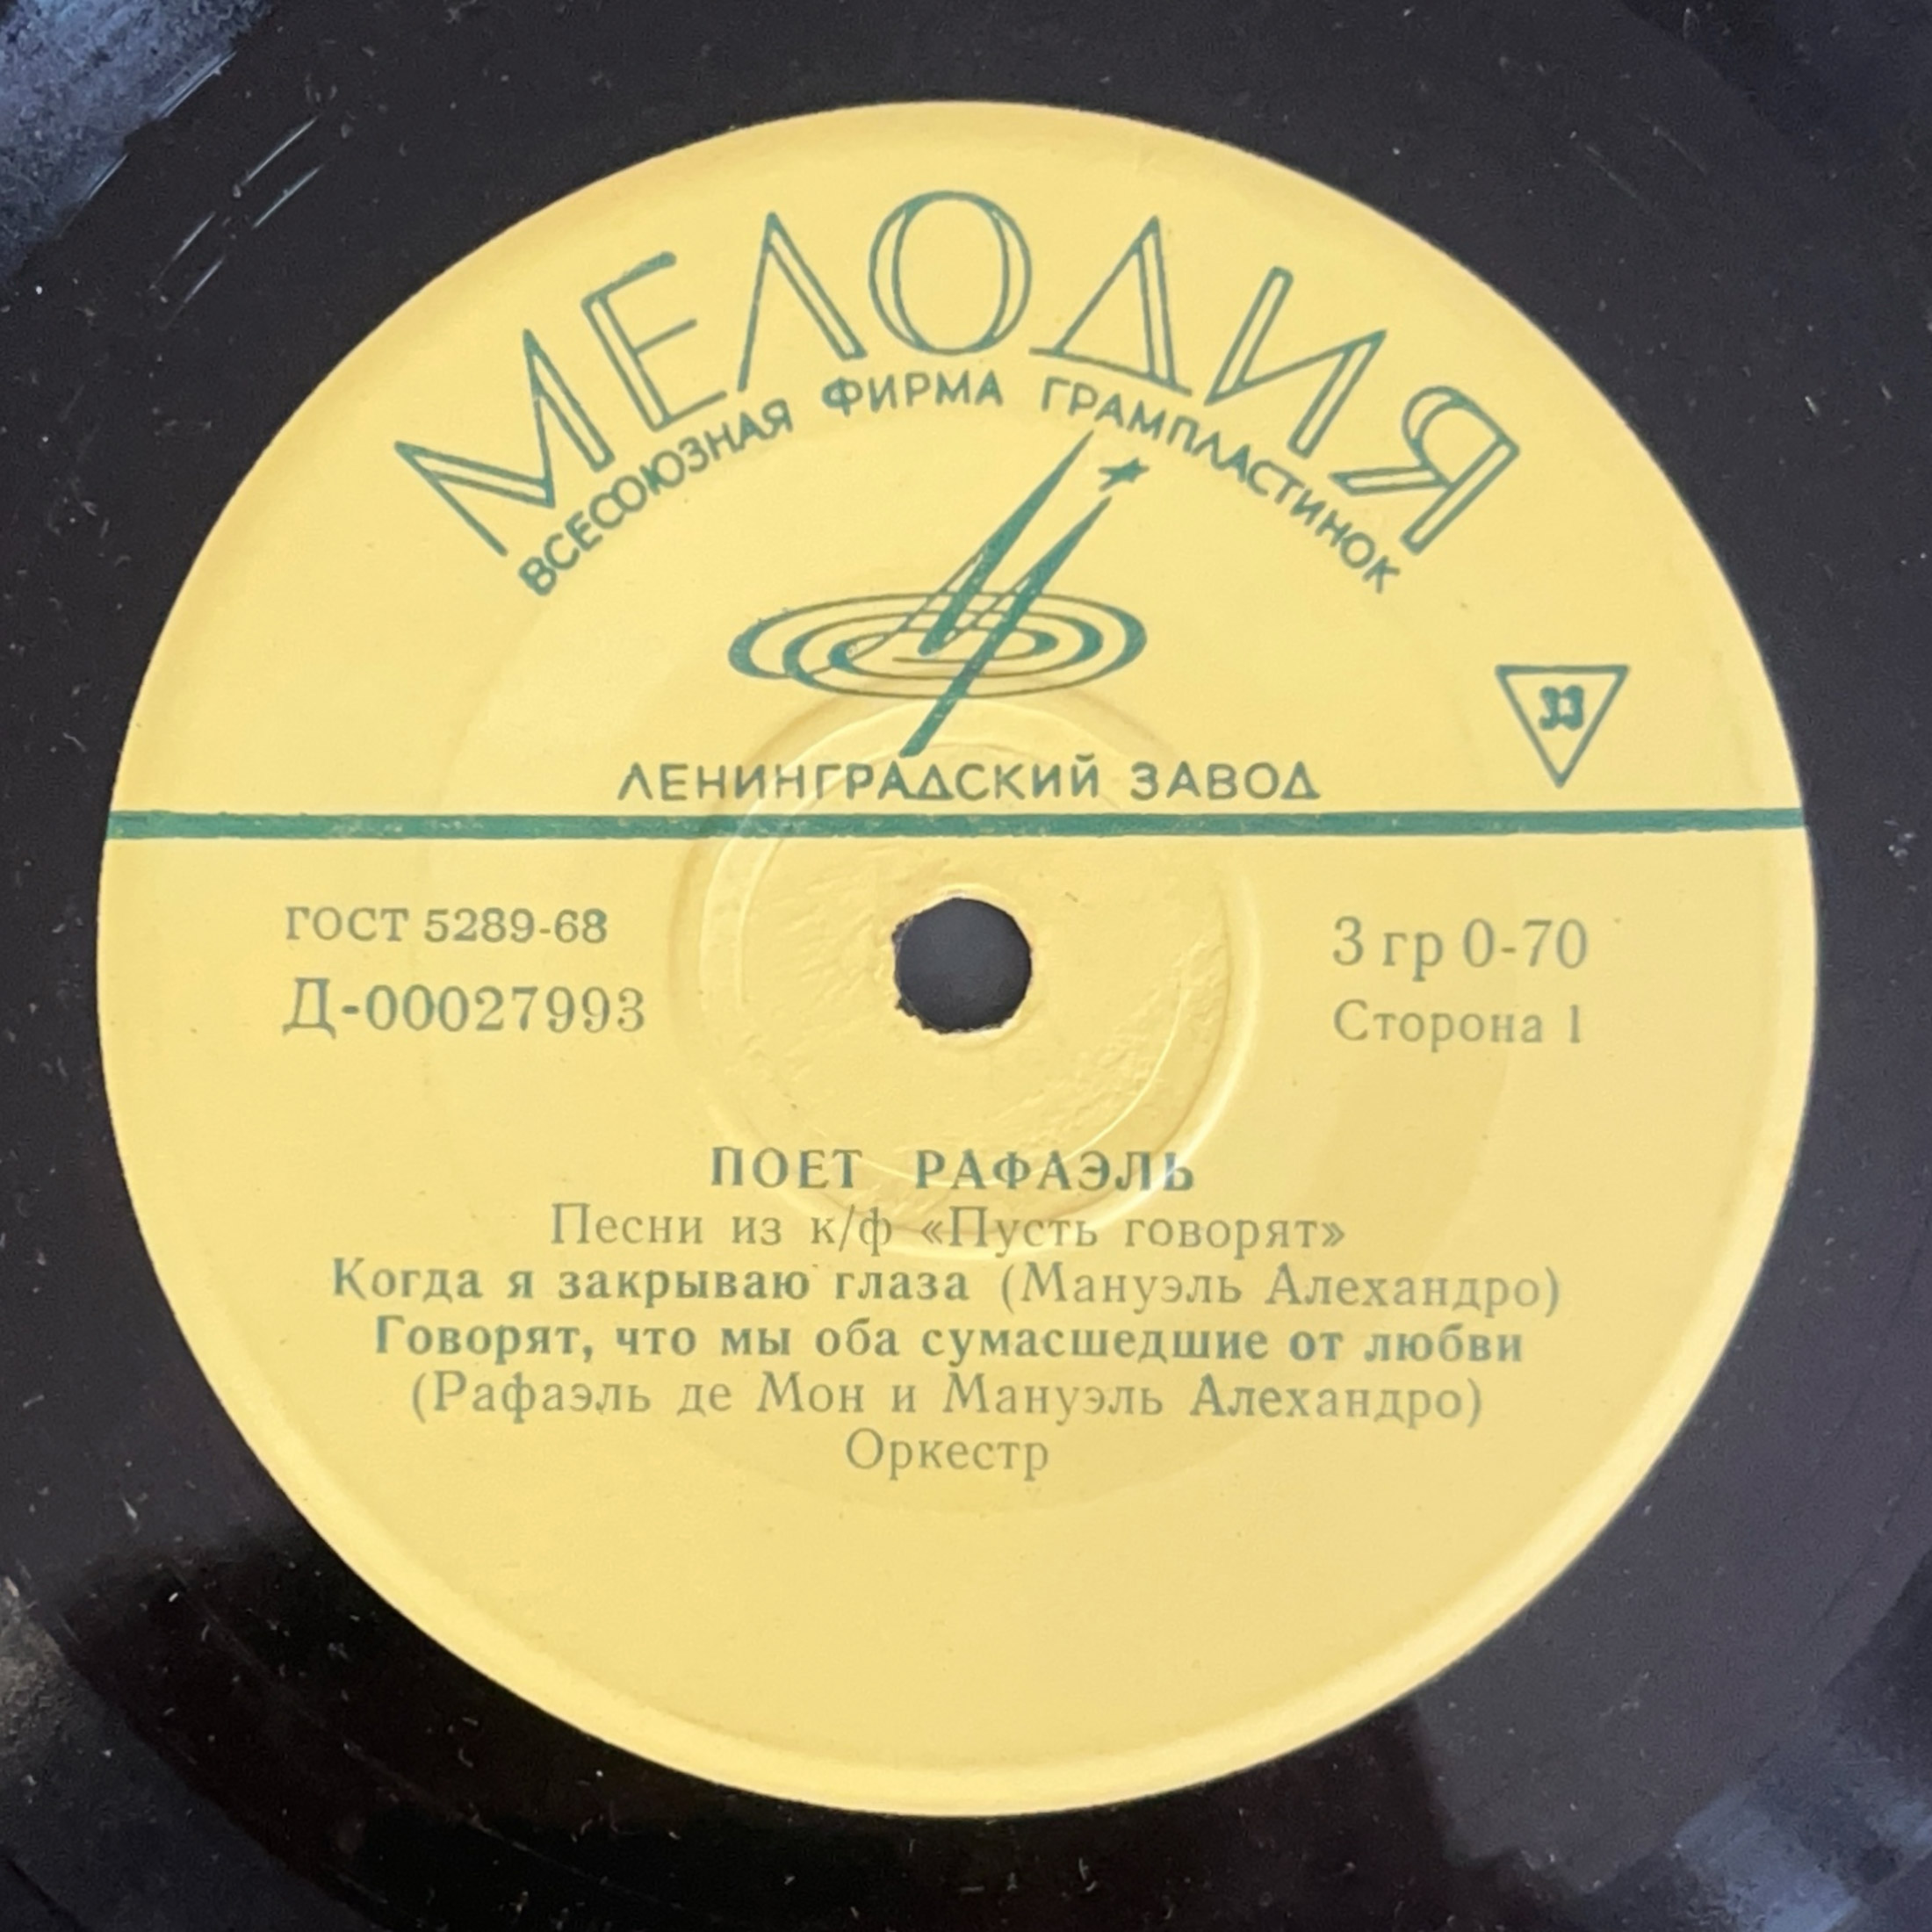 МЕЛОДИЯ
ВСЕСОЮЗНАЯ ФИРМА ГРАМПЛАСТИНОК
33
ЛЕНИНГРАДСКИЙ ЗАВОД
ГОСТ 5289-68
Д-00027993
3 гр 0-70
Сторона 1
ПОЕТ РАФАЭЛЬ
Песни из к/ф «Пусть говорят»
Когда я закрываю глаза (Мануэль Алехандро)
Говорят, что мы оба сумасшедшие от любви
(Рафаэль де Мон и Мануэль Алехандро)
Оркестр